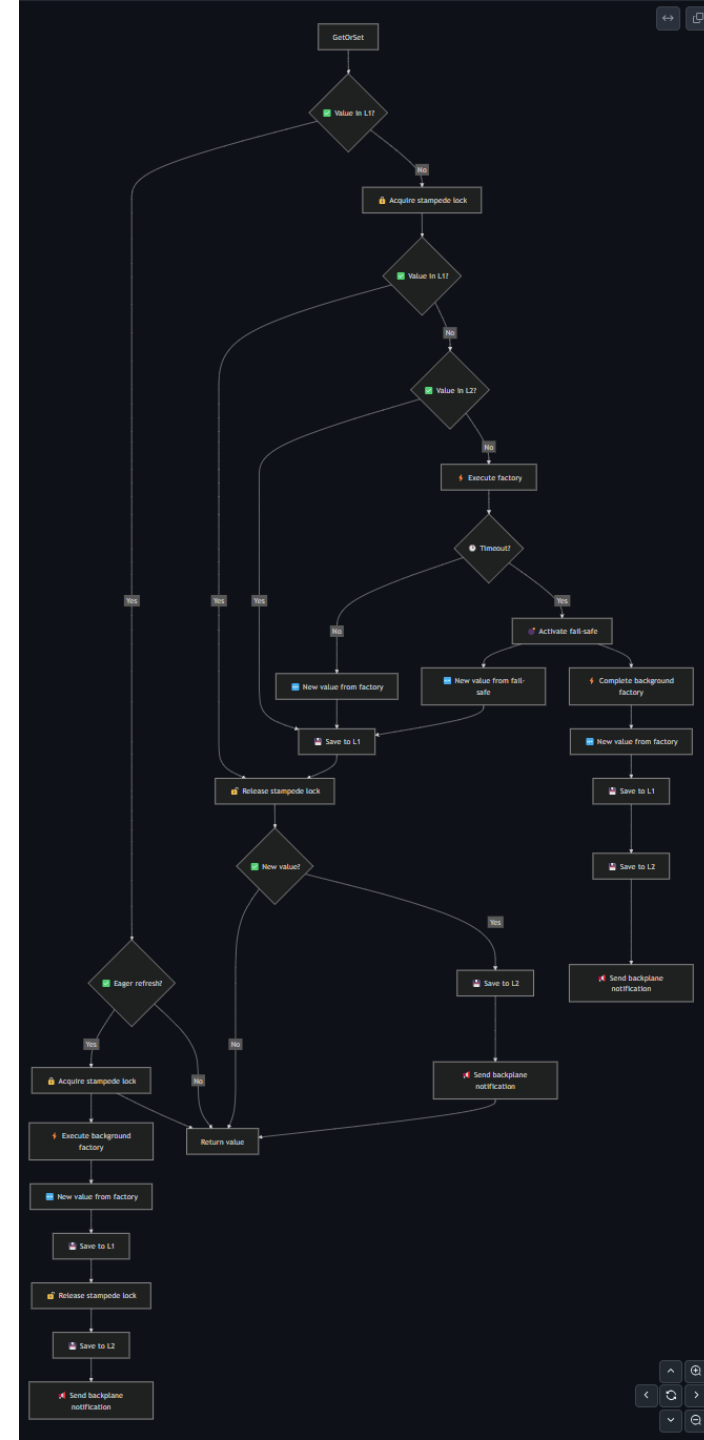 GetOrSet
✅ Value in L1?
No
🔒 Acquire stampede lock
✅ Value in L1?
No
✅ Value in L2?
No
⚡ Execute factory
🕑 Timeout?
Yes
Yes
Yes
Yes
No
💣 Activate fail-safe
🆕 New value from factory
🆕 New value from fail-
safe
⚡ Complete background
factory
💾 Save to L1
🆕 New value from factory
🔓 Release stampede lock
💾 Save to L1
✅ New value?
💾 Save to L2
Yes
✅ Eager refresh?
💾 Save to L2
📢 Send backplane
notification
Yes
No
No
🔒 Acquire stampede lock
📢 Send backplane
notification
⚡ Execute background
factory
Return value
🆕 New value from factory
💾 Save to L1
🔓 Release stampede lock
💾 Save to L2
📢 Send backplane
notification